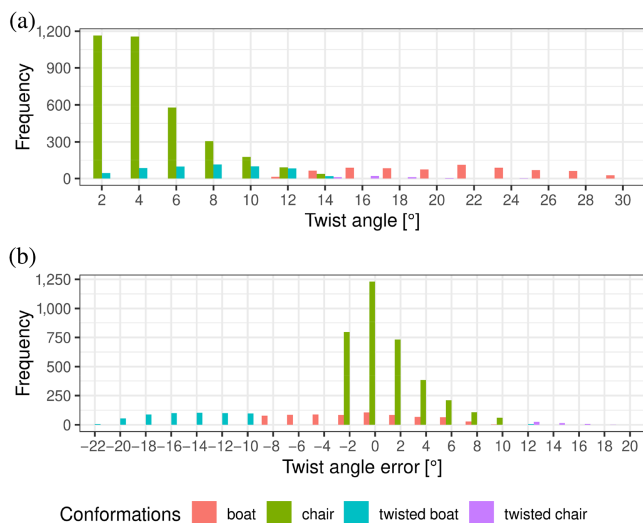 (a)
1,200
900
600
300
0
Frequency
2 4 6 8 10 12 14 16 18 20 22 24 26 28 30
Twist angle [°]
(b)
1,250
1,000
750
500
250
0
Frequency
−22 −20 −18 −16 −14 −12 −10 −8 −6 −4 −2 0 2 4 6 8 10 12 14 16 18 20
Twist angle error [°]
Conformations boat chair twisted boat twisted chair